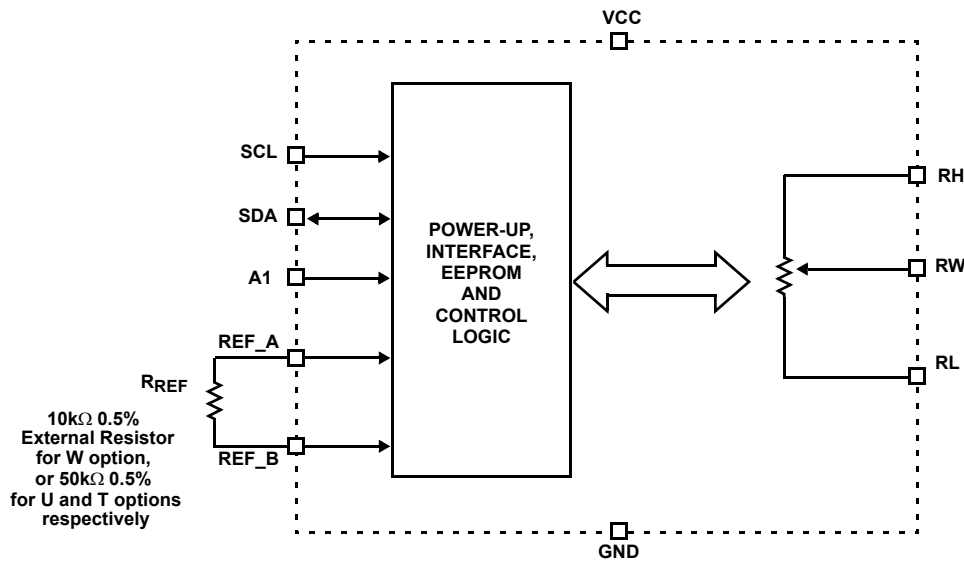 VCC
SCL
SDA
A1
REF_A
RREF
REF_B
10kΩ 0.5%
External Resistor
for W option,
or 50kΩ 0.5%
for U and T options
respectively
POWER-UP,
INTERFACE,
EEPROM
AND
CONTROL
LOGIC
RH
RW
RL
GND